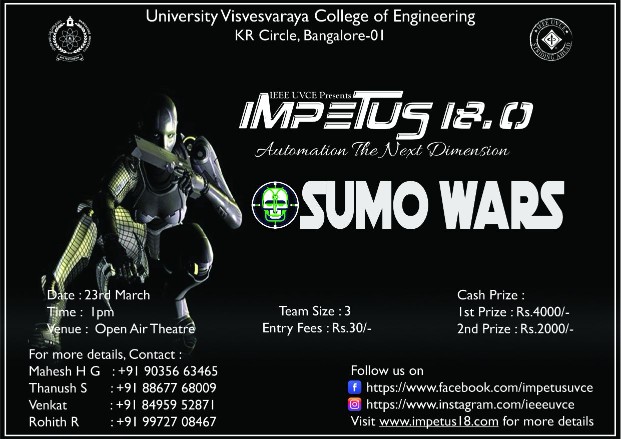 University Visvesvaraya College of Engineering
KR Circle, Bangalore-01
IEEE UVCE Presents
IMPETUS 18.0
Automation The Next Dimension
SUMO WARS
Date : 23rd March
Time : 1pm
Venue : Open Air Theatre
Team Size : 3
Entry Fees : Rs.30/-
Cash Prize :
1st Prize : Rs.4000/-
2nd Prize : Rs.2000/-
For more details, Contact :
Mahesh H G : +91 90356 63465
Thanush S : +91 88677 68009
Venkat : +91 84959 52871
Rohith R : +91 99727 08467
Follow us on
https://www.facebook.com/impetusuvce
https://www.instagram.com/ieeeuvce
Visit www.impetus18.com for more details